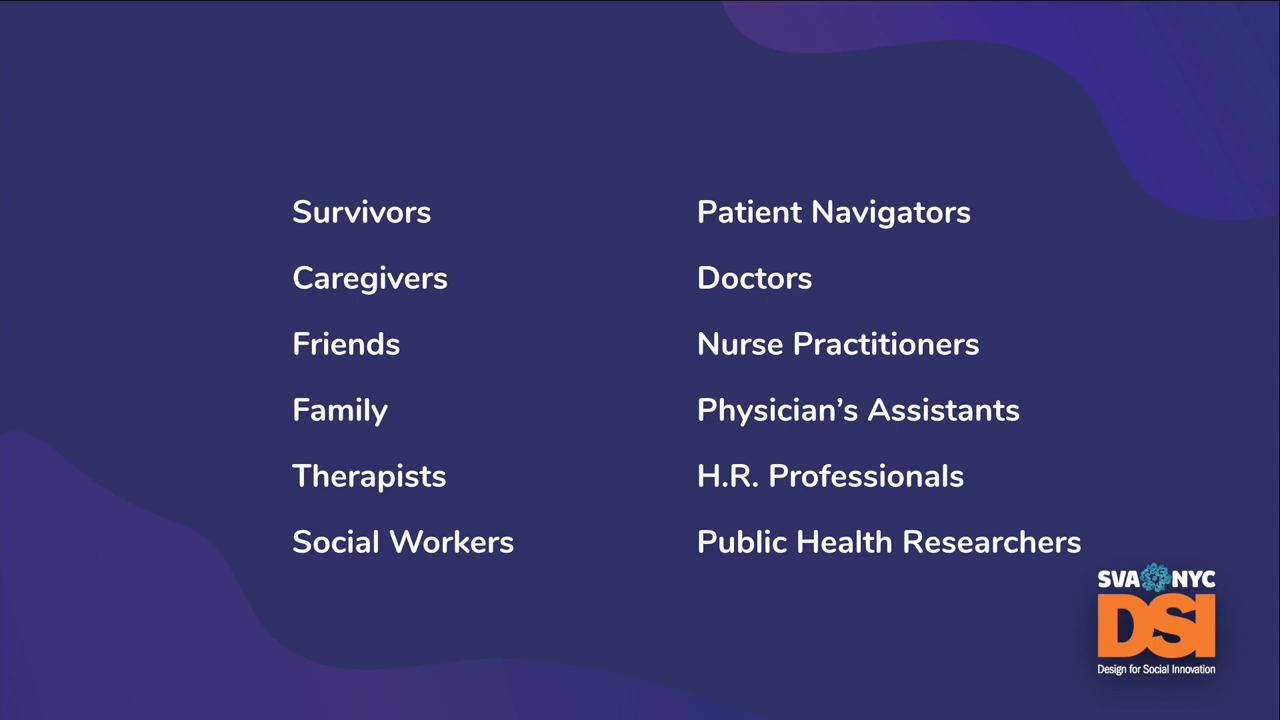 Survivors
Caregivers
Friends
Family
Therapists
Social Workers
Patient Navigators
Doctors
Nurse Practitioners
Physician’s Assistants
H.R. Professionals
Public Health Researchers
SVA NYC
DSI
Design for Social Innovation